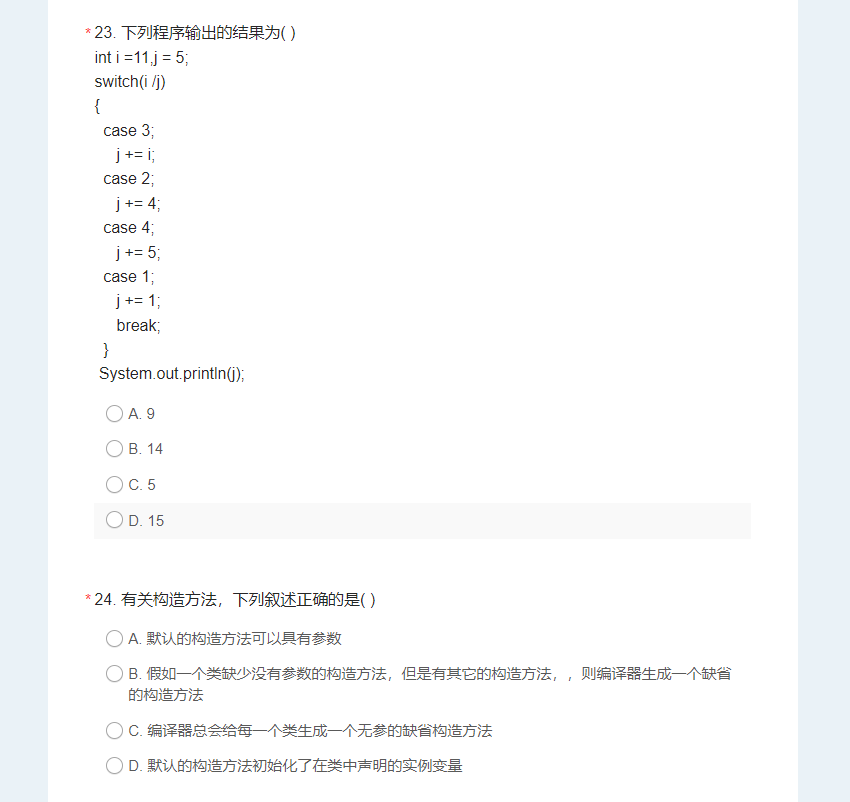 * 23. 下列程序输出的结果为( )
int i =11,j = 5;
switch(i /j)
{
case 3;
j += i;
case 2;
j += 4;
case 4;
j += 5;
case 1;
j += 1;
break;
}
System.out.println(j);
A. 9
B. 14
C. 5
D. 15
* 24. 有关构造方法，下列叙述正确的是( )
A. 默认的构造方法可以具有参数
B. 假如一个类缺少没有参数的构造方法，但是有其它的构造方法，，则编译器生成一个缺省
的构造方法
C. 编译器总会给每一个类生成一个无参的缺省构造方法
D. 默认的构造方法初始化了在类中声明的实例变量